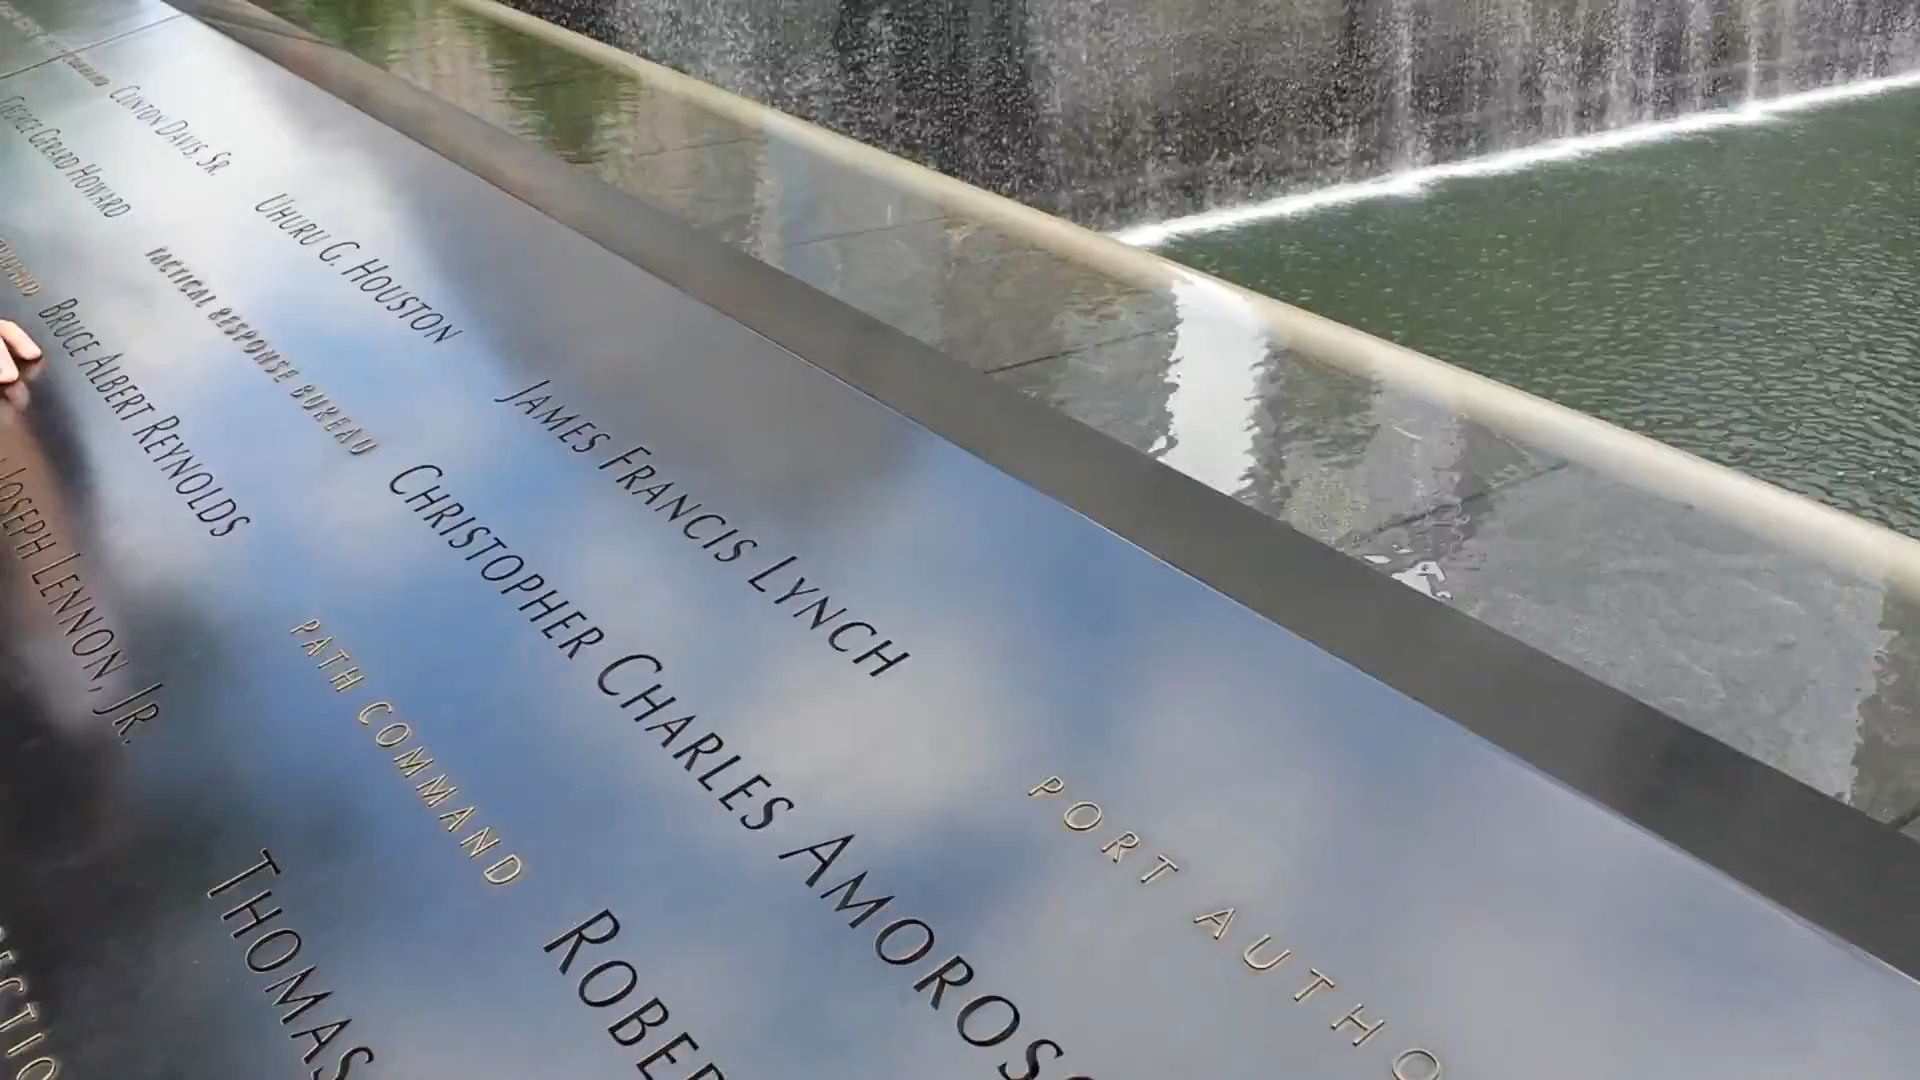 CLINTON DAVIS, SR.
GEORGE GERARD HOWARD
UHURU G. HOUSTON
TACTICAL RESPONSE BUREAU
BRUCE ALBERT REYNOLDS
JAMES FRANCIS LYNCH
CHRISTOPHER CHARLES AMOROS
JOSEPH LENNON, JR.
PATH COMMAND
PORT AUTHO
THOMAS
ROBER